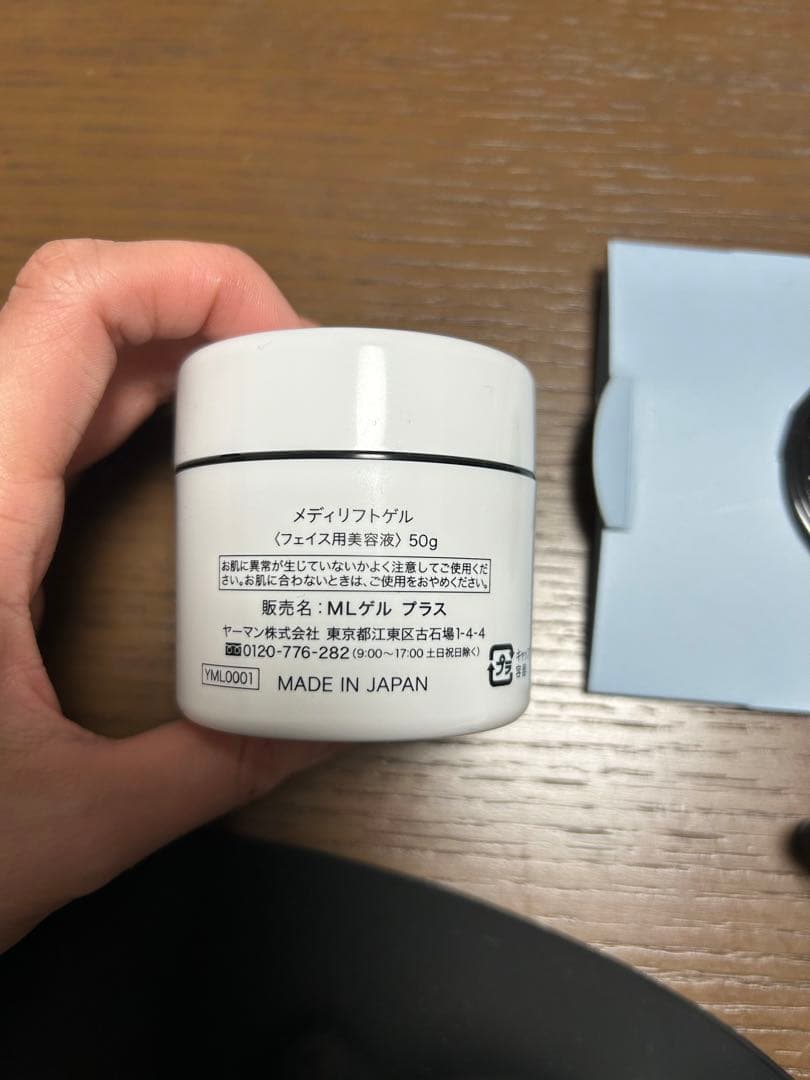 メディリフトゲル
〈フェイス用美容液〉50g
お肌に異常が生じていないかよく注意してご使用くだ
さい。お肌に合わないときは、ご使用をおやめください。
販売名：MLゲル プラス
ヤーマン株式会社 東京都江東区古石場1-4-4
0120-776-282(9:00～17:00 土日祝日除く)
YML0001 MADE IN JAPAN
プラ
容器